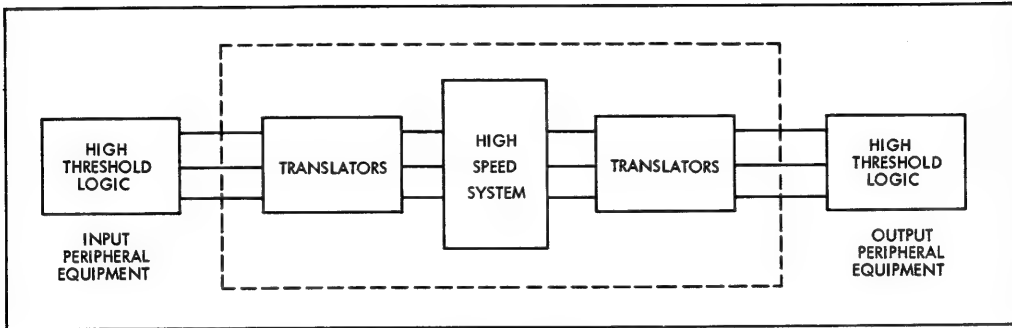 HIGH
THRESHOLD
LOGIC
INPUT
PERIPHERAL
EQUIPMENT
TRANSLATORS
HIGH
SPEED
SYSTEM
TRANSLATORS
HIGH
THRESHOLD
LOGIC
OUTPUT
PERIPHERAL
EQUIPMENT